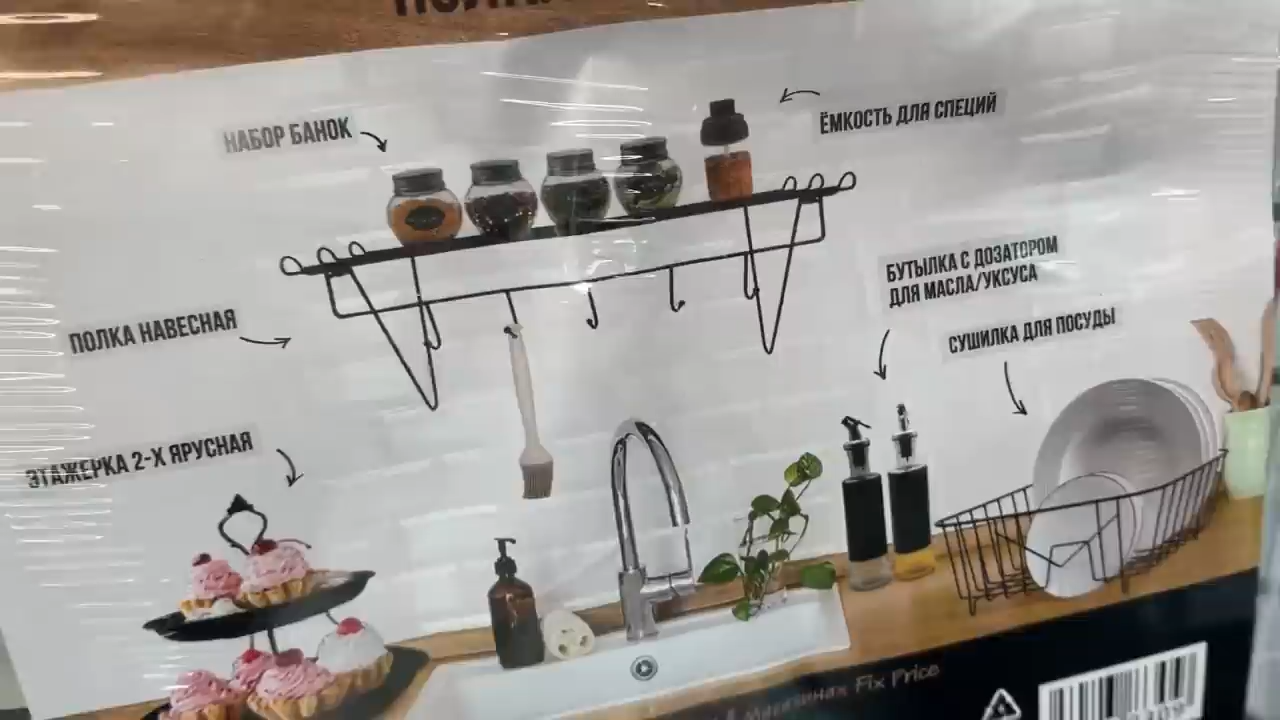 НАБОР БАНОК
ЁМКОСТЬ ДЛЯ СПЕЦИЙ
БУТЫЛКА С ДОЗАТОРОМ
ДЛЯ МАСЛА/УКСУСА
ПОЛКА НАВЕСНАЯ
СУШИЛКА ДЛЯ ПОСУДЫ
ЭТАЖЕРКА 2-Х ЯРУСНАЯ
в магазинах Fix Price